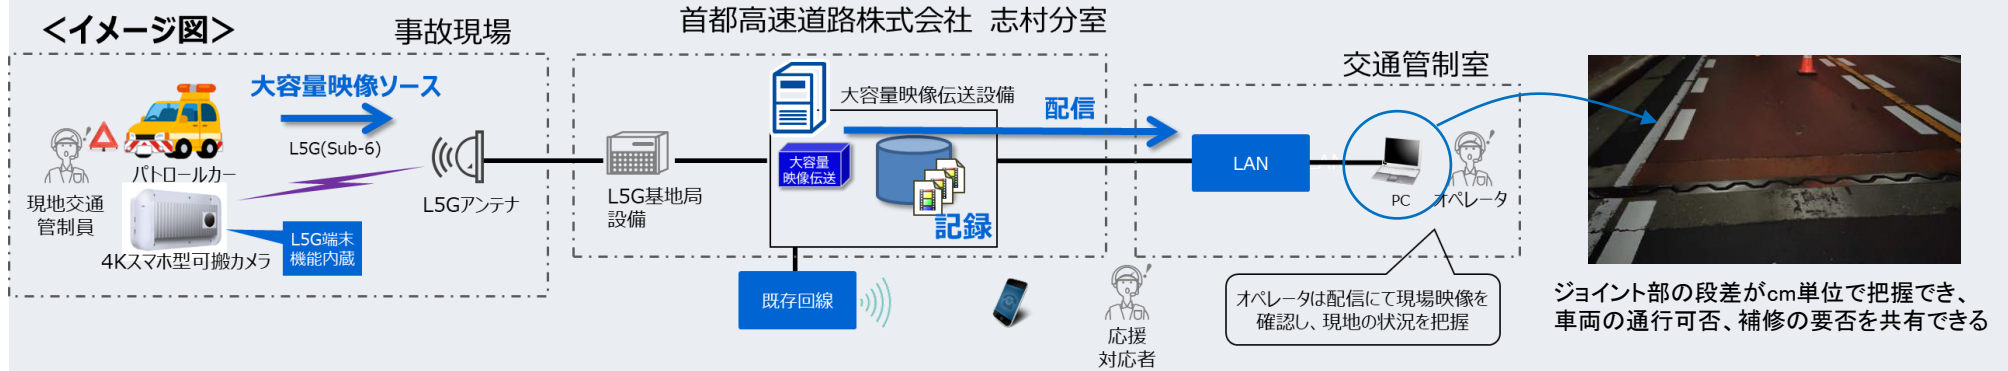 ＜イメージ図＞
事故現場
大容量映像ソース
L5G(Sub-6)
パトロールカー
現地交通
管制員
4Kスマホ型可搬カメラ
L5G端末
機能内蔵
L5Gアンテナ
首都高速道路株式会社 志村分室
L5G基地局
設備
大容量映像伝送設備
大容量
映像伝送
配信
記録
既存回線
応援
対応者
交通管制室
LAN
PC
オペレータ
オペレータは配信にて現場映像を
確認し、現地の状況を把握
ジョイント部の段差がcm単位で把握でき、
車両の通行可否、補修の要否を共有できる